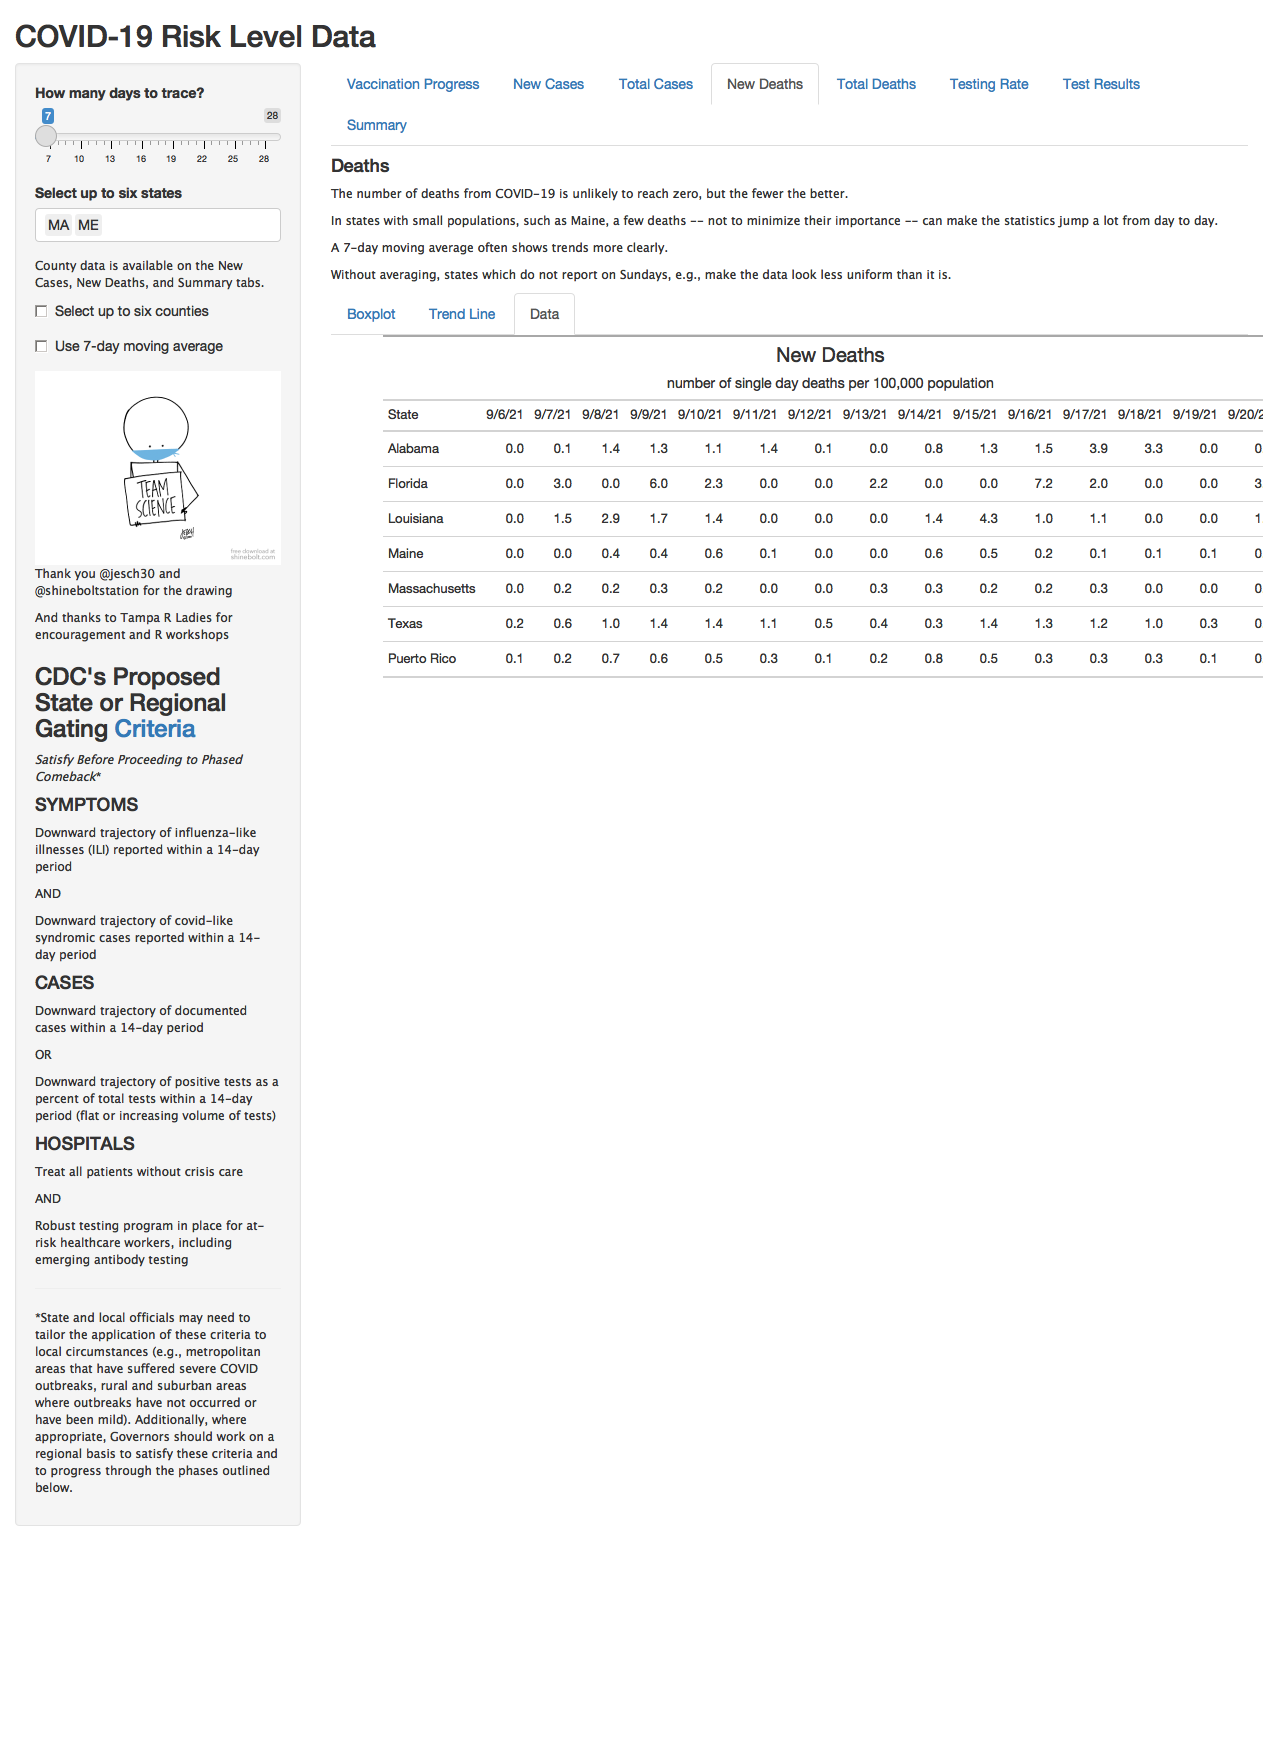 COVID-19 Risk Level Data
How many days to trace?
7 28
7 10 13 16 19 22 25 28
Select up to six states
MA ME
County data is available on the New
Cases, New Deaths, and Summary tabs.
Select up to six counties
Use 7-day moving average
TEAM
SCIENCE
free download at
shinebolt.com
Thank you @jesch30 and
@shineboltstation for the drawing
And thanks to Tampa R Ladies for
encouragement and R workshops
CDC's Proposed
State or Regional
Gating Criteria
Satisfy Before Proceeding to Phased
Comeback*
SYMPTOMS
Downward trajectory of influenza-like
illnesses (ILI) reported within a 14-day
period
AND
Downward trajectory of covid-like
syndromic cases reported within a 14-
day period
CASES
Downward trajectory of documented
cases within a 14-day period
OR
Downward trajectory of positive tests as a
percent of total tests within a 14-day
period (flat or increasing volume of tests)
HOSPITALS
Treat all patients without crisis care
AND
Robust testing program in place for at-
risk healthcare workers, including
emerging antibody testing
*State and local officials may need to
tailor the application of these criteria to
local circumstances (e.g., metropolitan
areas that have suffered severe COVID
outbreaks, rural and suburban areas
where outbreaks have not occurred or
have been mild). Additionally, where
appropriate, Governors should work on a
regional basis to satisfy these criteria and
to progress through the phases outlined
below.
Vaccination Progress New Cases Total Cases New Deaths Total Deaths Testing Rate Test Results
Summary
Deaths
The number of deaths from COVID-19 is unlikely to reach zero, but the fewer the better.
In states with small populations, such as Maine, a few deaths -- not to minimize their importance -- can make the statistics jump a lot from day to day.
A 7-day moving average often shows trends more clearly.
Without averaging, states which do not report on Sundays, e.g., make the data look less uniform than it is.
Boxplot Trend Line Data
New Deaths
number of single day deaths per 100,000 population
State 9/6/21 9/7/21 9/8/21 9/9/21 9/10/21 9/11/21 9/12/21 9/13/21 9/14/21 9/15/21 9/16/21 9/17/21 9/18/21 9/19/21 9/20/2
Alabama 0.0 0.1 1.4 1.3 1.1 1.4 0.1 0.0 0.8 1.3 1.5 3.9 3.3 0.0 0
Florida 0.0 3.0 0.0 6.0 2.3 0.0 0.0 2.2 0.0 0.0 7.2 2.0 0.0 0.0 3
Louisiana 0.0 1.5 2.9 1.7 1.4 0.0 0.0 0.0 1.4 4.3 1.0 1.1 0.0 0.0 1
Maine 0.0 0.0 0.4 0.4 0.6 0.1 0.0 0.0 0.6 0.5 0.2 0.1 0.1 0.1 0
Massachusetts 0.0 0.2 0.2 0.3 0.2 0.0 0.0 0.3 0.3 0.2 0.2 0.3 0.0 0.0 0
Texas 0.2 0.6 1.0 1.4 1.4 1.1 0.5 0.4 0.3 1.4 1.3 1.2 1.0 0.3 0
Puerto Rico 0.1 0.2 0.7 0.6 0.5 0.3 0.1 0.2 0.8 0.5 0.3 0.3 0.3 0.1 0